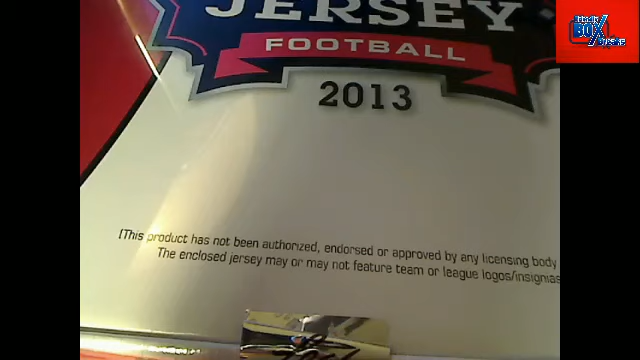 JERSEY
FOOTBALL
2013
(This product has not been authorized, endorsed or approved by any licensing body
The enclosed jersey may or may not feature team or league logos/insignias
BOX